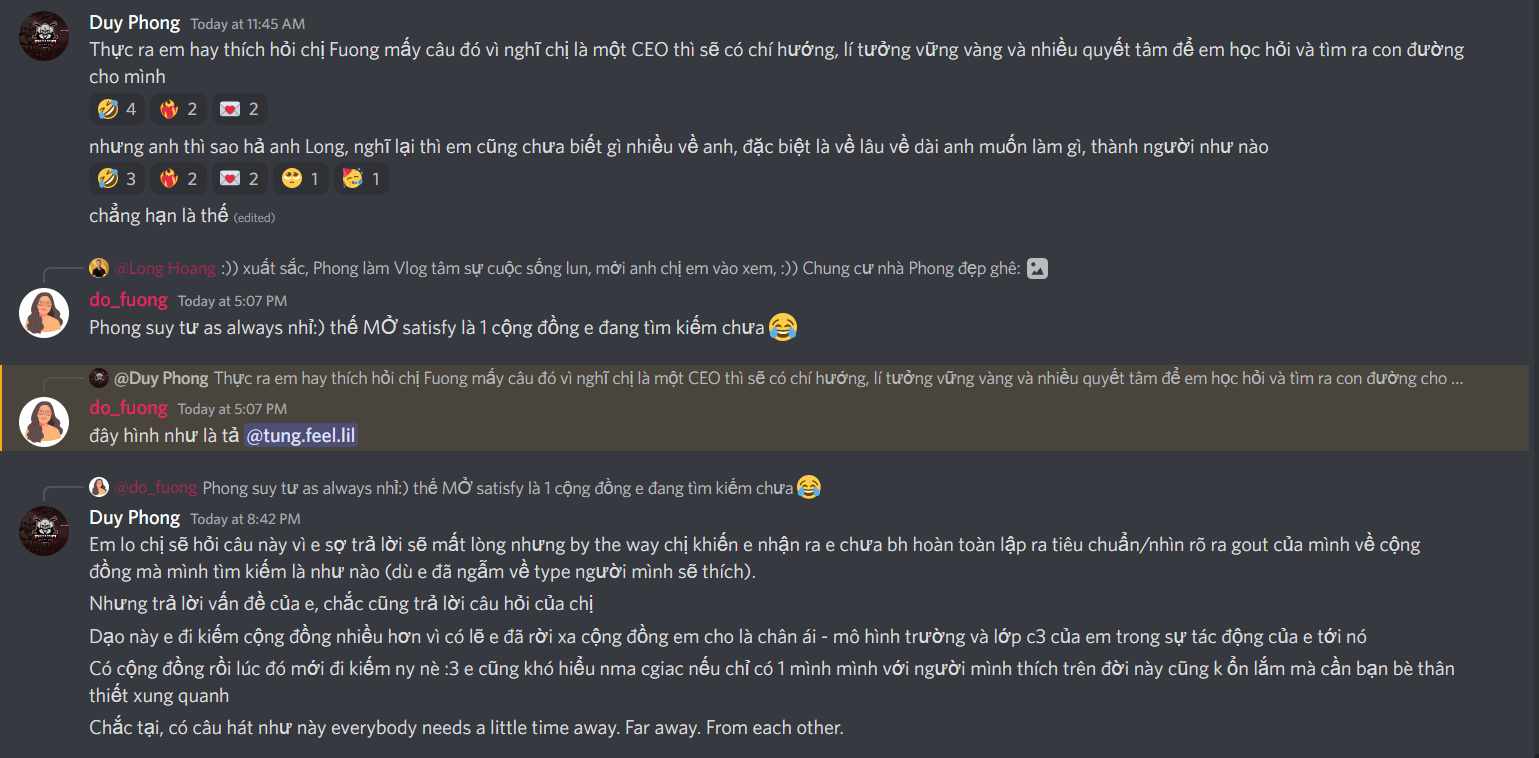 Duy Phong Today at 11:45 AM
Thực ra em hay thích hỏi chị Fuong mấy câu đó vì nghĩ chị là một CEO thì sẽ có chí hướng, lí tưởng vững vàng và nhiều quyết tâm để em học hỏi và tìm ra con đường
cho mình
4 2 2
nhưng anh thì sao hả anh Long, nghĩ lại thì em cũng chưa biết gì nhiều về anh, đặc biệt là về lâu về dài anh muốn làm gì, thành người như nào
3 2 2 1 1
chẳng hạn là thế (edited)
@Long Hoang :)) xuất sắc, Phong làm Vlog tâm sự cuộc sống lun, mời anh chị em vào xem, :)) Chung cư nhà Phong đẹp ghê:
do_fuong Today at 5:07 PM
Phong suy tư as always nhỉ:) thế MỞ satisfy là 1 cộng đồng e đang tìm kiếm chưa 😂
@Duy Phong Thực ra em hay thích hỏi chị Fuong mấy câu đó vì nghĩ chị là một CEO thì sẽ có chí hướng, lí tưởng vững vàng và nhiều quyết tâm để em học hỏi và tìm ra con đường cho ...
do_fuong Today at 5:07 PM
đây hình như là tả @tung.feel.lil
@do_fuong Phong suy tư as always nhỉ:) thế MỞ satisfy là 1 cộng đồng e đang tìm kiếm chưa 😂
Duy Phong Today at 8:42 PM
Em lo chị sẽ hỏi câu này vì e sợ trả lời sẽ mất lòng nhưng by the way chị khiến e nhận ra e chưa bh hoàn toàn lập ra tiêu chuẩn/nhìn rõ ra gout của mình về cộng
đồng mà mình tìm kiếm là như nào (dù e đã ngẫm về type người mình sẽ thích).
Nhưng trả lời vấn đề của e, chắc cũng trả lời câu hỏi của chị
Dạo này e đi kiếm cộng đồng nhiều hơn vì có lẽ e đã rời xa cộng đồng em cho là chân ái - mô hình trường và lớp c3 của em trong sự tác động của e tới nó
Có cộng đồng rồi lúc đó mới đi kiếm ny nè :3 e cũng khó hiểu nma cgiac nếu chỉ có 1 mình mình với người mình thích trên đời này cũng k ổn lắm mà cần bạn bè thân
thiết xung quanh
Chắc tại, có câu hát như này everybody needs a little time away. Far away. From each other.